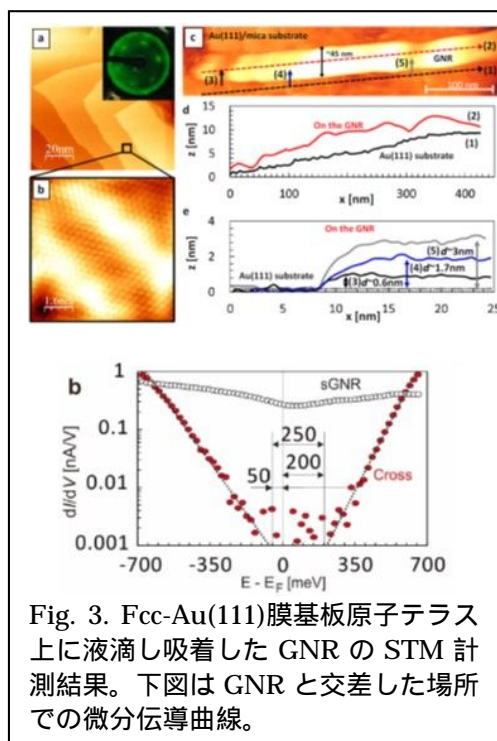 a
20nm
b
1.6nm
c
Au(111)/mica substrate
~45 nm
(2)
(3)
(4)
(5)
GNR
(1)
100 nm
d
z [nm]
15
10
5
0
On the GNR
(2)
(1)
Au(111) substrate
0
100
200
300
400
x [nm]
e
z [nm]
4
2
0
On the GNR
Au(111) substrate
(5)d~3nm
(4)d~1.7nm
(3)d~0.6nm
0
5
10
15
20
25
x [nm]
b
dI/dV [nA/V]
1
0.1
0.01
0.001
sGNR
250
200
50
Cross
-700
-350
0
350
700
E - EF [meV]
Fig. 3. Fcc-Au(111)膜基板原子テラス
上に液滴し吸着した GNR の STM 計
測結果。下図は GNR と交差した場所
での微分伝導曲線。